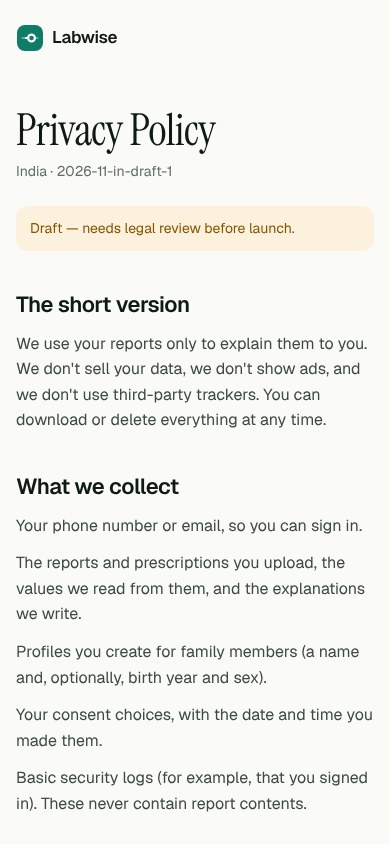 Labwise
Privacy Policy
India · 2026-11-in-draft-1
Draft — needs legal review before launch.
The short version
We use your reports only to explain them to you.
We don't sell your data, we don't show ads, and
we don't use third-party trackers. You can
download or delete everything at any time.
What we collect
Your phone number or email, so you can sign in.
The reports and prescriptions you upload, the
values we read from them, and the explanations
we write.
Profiles you create for family members (a name
and, optionally, birth year and sex).
Your consent choices, with the date and time you
made them.
Basic security logs (for example, that you signed
in). These never contain report contents.